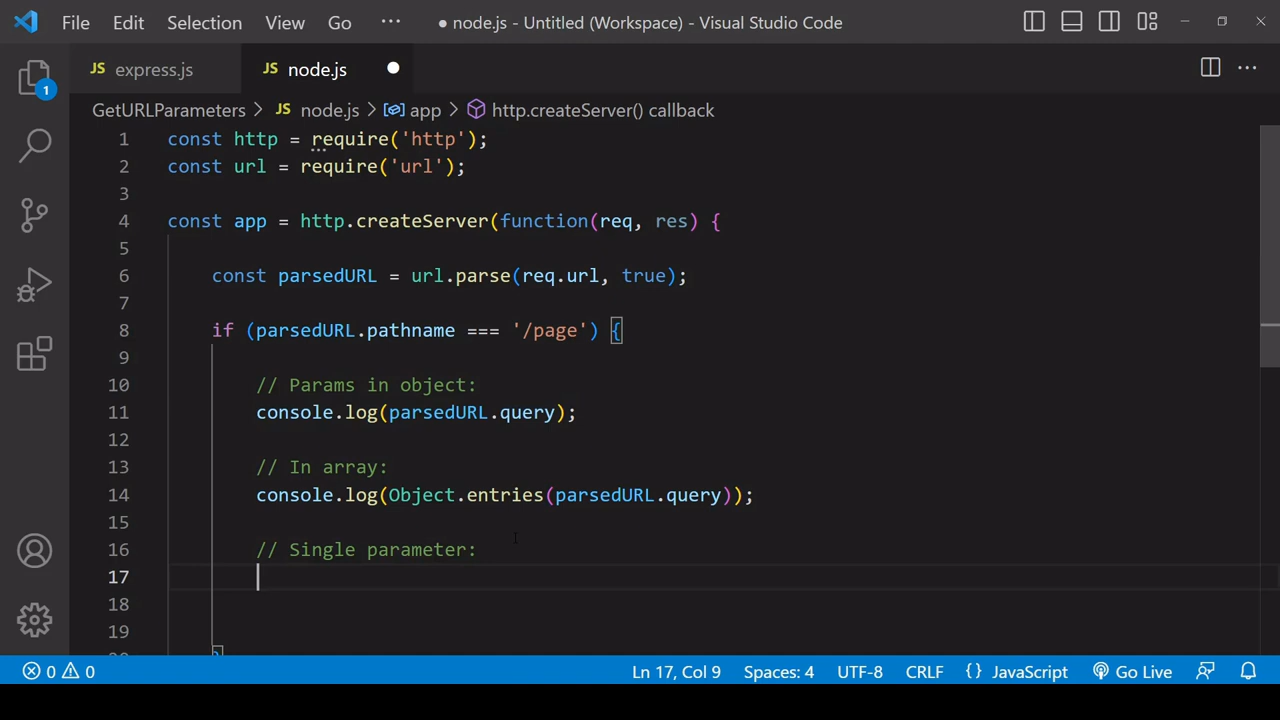 File Edit Selection View Go ··· ● node.js - Untitled (Workspace) - Visual Studio Code
JS express.js JS node.js ●
GetURLParameters > JS node.js > app > http.createServer() callback
1 const http = require('http');
2 const url = require('url');
3
4 const app = http.createServer(function(req, res) {
5
6 const parsedURL = url.parse(req.url, true);
7
8 if (parsedURL.pathname === '/page') {
9
10 // Params in object:
11 console.log(parsedURL.query);
12
13 // In array:
14 console.log(Object.entries(parsedURL.query));
15
16 // Single parameter:
17
18
19
1
0 0 Ln 17, Col 9 Spaces: 4 UTF-8 CRLF {} JavaScript Go Live